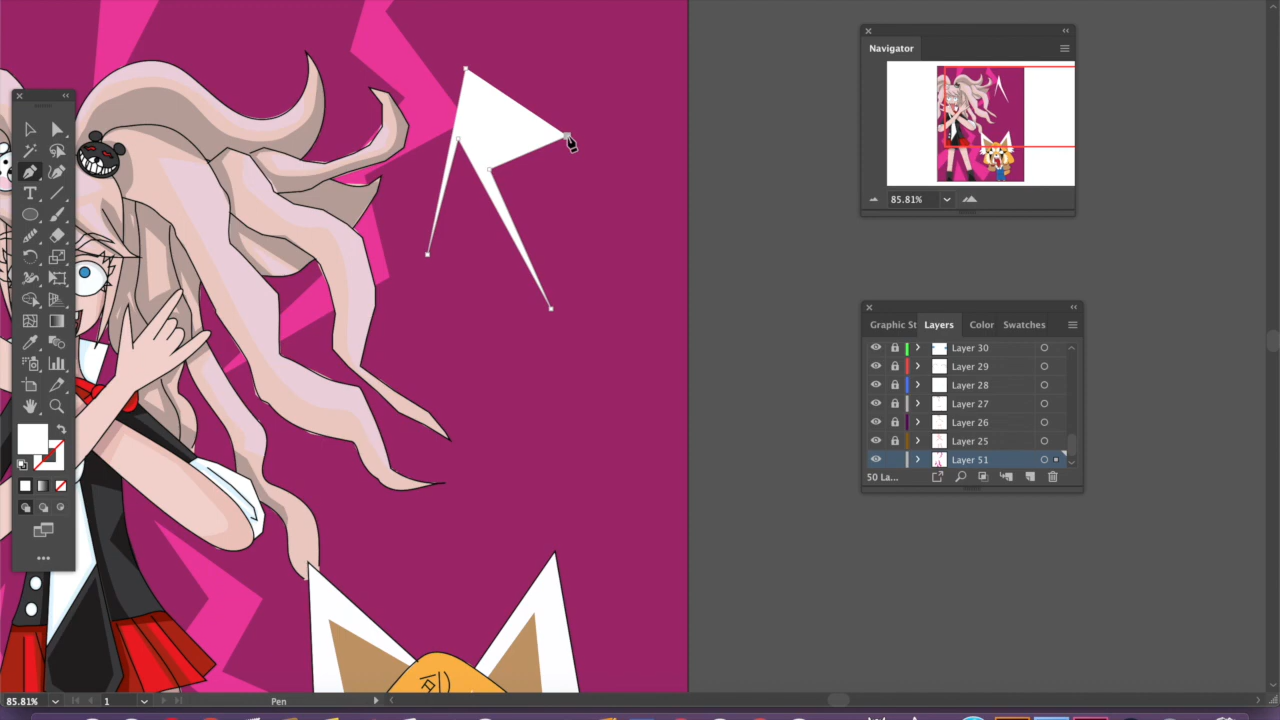 Navigator
85.81%
Graphic St Layers Color Swatches
Layer 30
Layer 29
Layer 28
Layer 27
Layer 26
Layer 25
Layer 51
50 La...
烈
85.81% 1 Pen